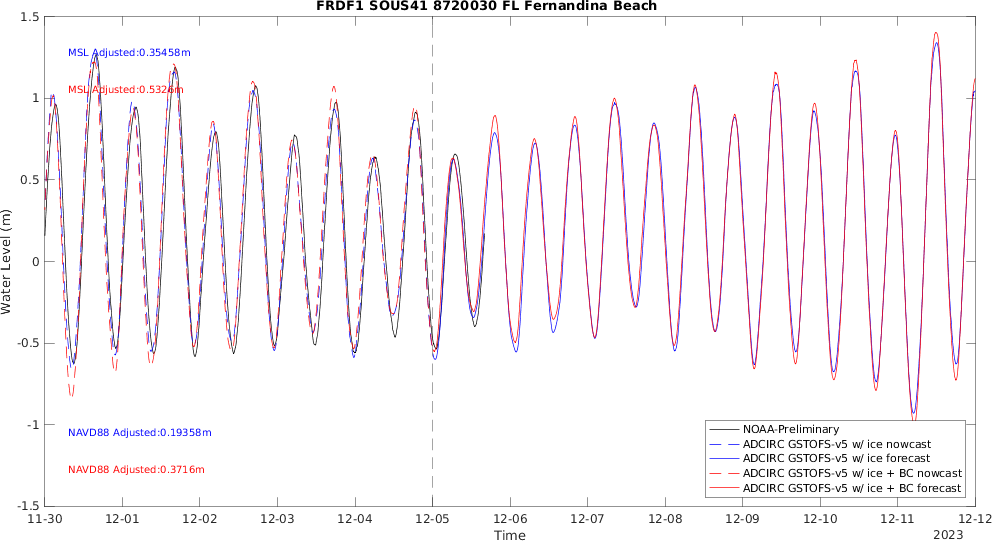 FRDF1 SOUS41 8720030 FL Fernandina Beach
1.5
MSL Adjusted:0.35458m
MSL Adjusted:0.5326m
1
0.5
Water Level (m)
0
-0.5
-1
NAVD88 Adjusted:0.19358m
NAVD88 Adjusted:0.3716m
-1.5
NOAA-Preliminary
ADCIRC GSTOFS-v5 w/ ice nowcast
ADCIRC GSTOFS-v5 w/ ice forecast
ADCIRC GSTOFS-v5 w/ ice + BC nowcast
ADCIRC GSTOFS-v5 w/ ice + BC forecast
11-30 12-01 12-02 12-03 12-04 12-05 12-06 12-07 12-08 12-09 12-10 12-11 12-12
Time
2023